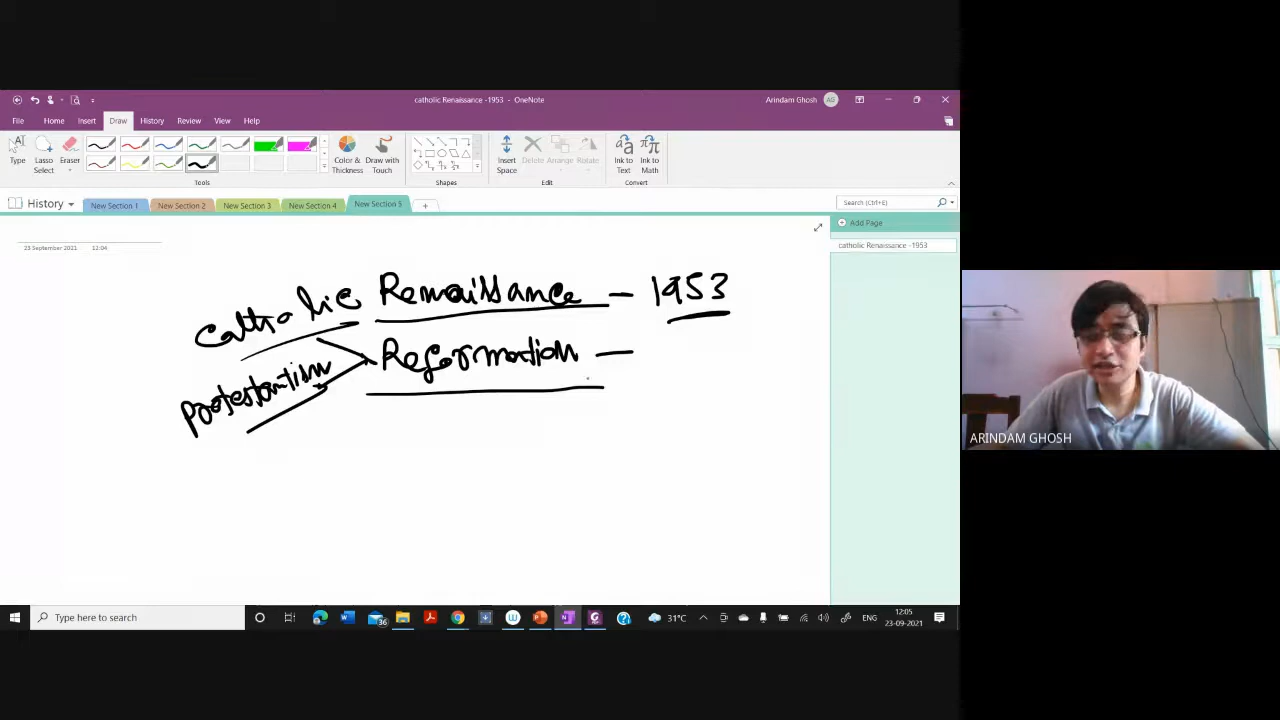 catholic Renaissance -1953 - OneNote
Arindam Ghosh AG
File Home Insert Draw History Review View Help
Type Lasso Select Eraser Color & Thickness Draw with Touch Insert Space Delete Arrange Rotate Ink to Text Ink to Math
Tools Shapes Edit Convert
History New Section 1 New Section 2 New Section 3 New Section 4 New Section 5 +
Search (Ctrl+E)
Add Page
catholic Renaissance -1953
23 September 2021 12:04
Catholic Renaissance - 1953
Reformation -
Protestantism
ARINDAM GHOSH
Type here to search
36
31°C
ENG
12:05
23-09-2021